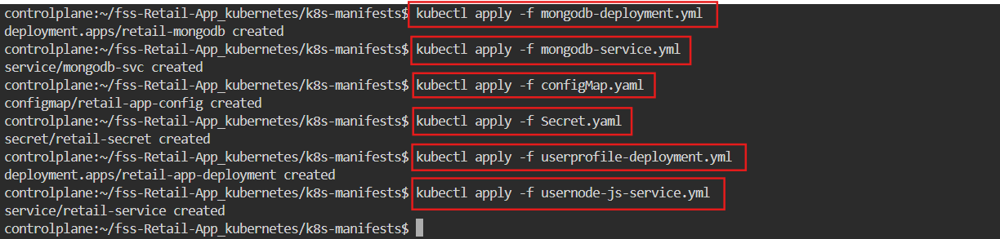 controlplane:~/fss-Retail-App_kubernetes/k8s-manifests$ kubectl apply -f mongodb-deployment.yml
deployment.apps/retail-mongodb created
controlplane:~/fss-Retail-App_kubernetes/k8s-manifests$ kubectl apply -f mongodb-service.yml
service/mongodb-svc created
controlplane:~/fss-Retail-App_kubernetes/k8s-manifests$ kubectl apply -f configMap.yaml
configmap/retail-app-config created
controlplane:~/fss-Retail-App_kubernetes/k8s-manifests$ kubectl apply -f Secret.yaml
secret/retail-secret created
controlplane:~/fss-Retail-App_kubernetes/k8s-manifests$ kubectl apply -f userprofile-deployment.yml
deployment.apps/retail-app-deployment created
controlplane:~/fss-Retail-App_kubernetes/k8s-manifests$ kubectl apply -f usernode-js-service.yml
service/retail-service created
controlplane:~/fss-Retail-App_kubernetes/k8s-manifests$